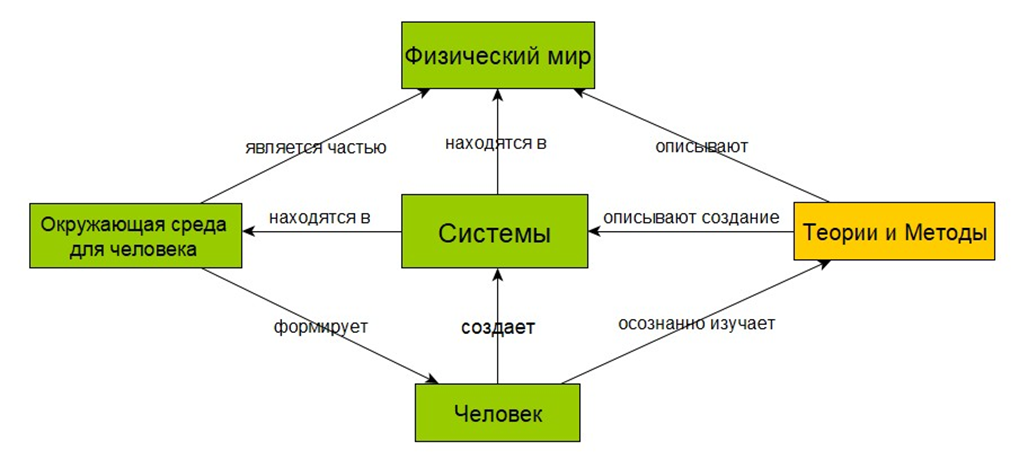 Физический мир
является частью
находятся в
описывают
Окружающая среда
для человека
находятся в
Системы
описывают создание
Теории и Методы
формирует
создает
осознанно изучает
Человек